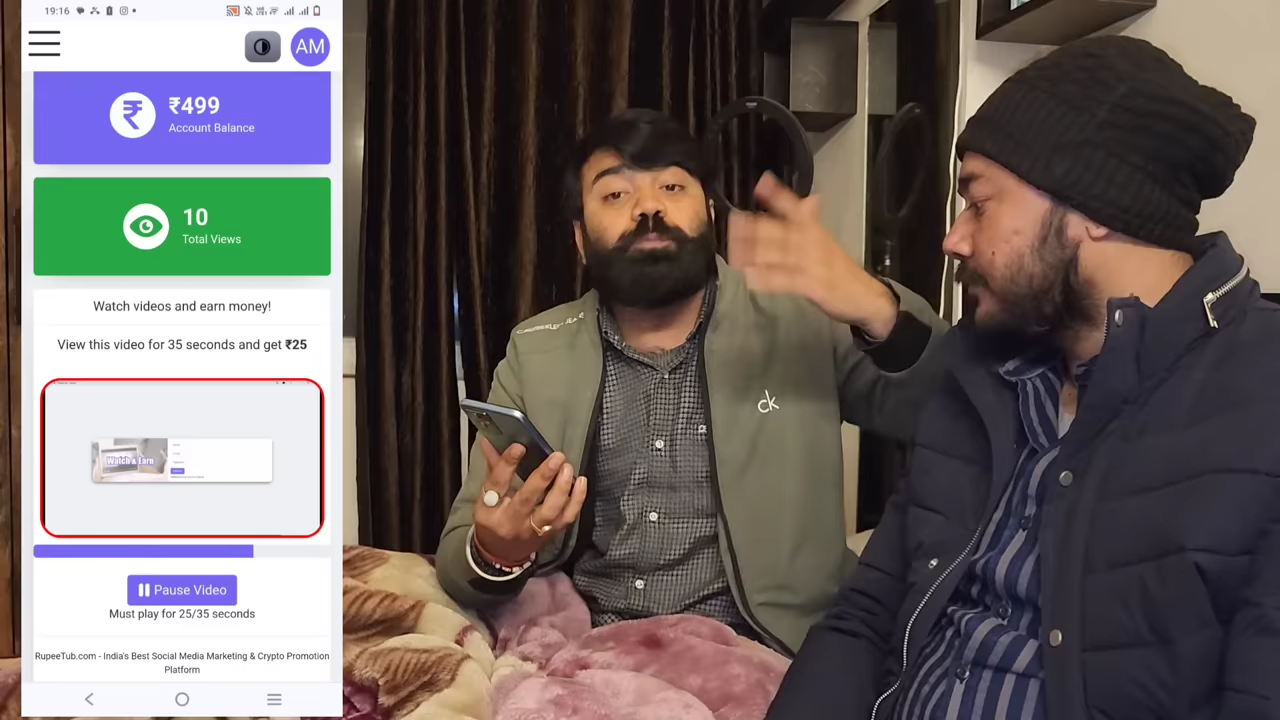 19:16
AM
₹499
Account Balance
10
Total Views
Watch videos and earn money!
View this video for 35 seconds and get ₹25
Watch & Earn
Pause Video
Must play for 25/35 seconds
RupeeTub.com - India's Best Social Media Marketing & Crypto Promotion
Platform
ck